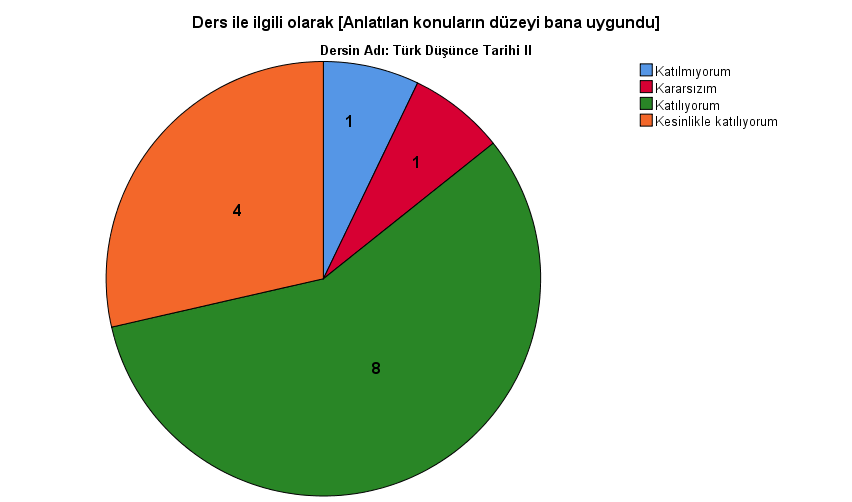 Ders ile ilgili olarak [Anlatılan konuların düzeyi bana uygundu]
Dersin Adı: Türk Düşünce Tarihi II
Katılmıyorum
Kararsızım
Katılıyorum
Kesinlikle katılıyorum
1
1
4
8